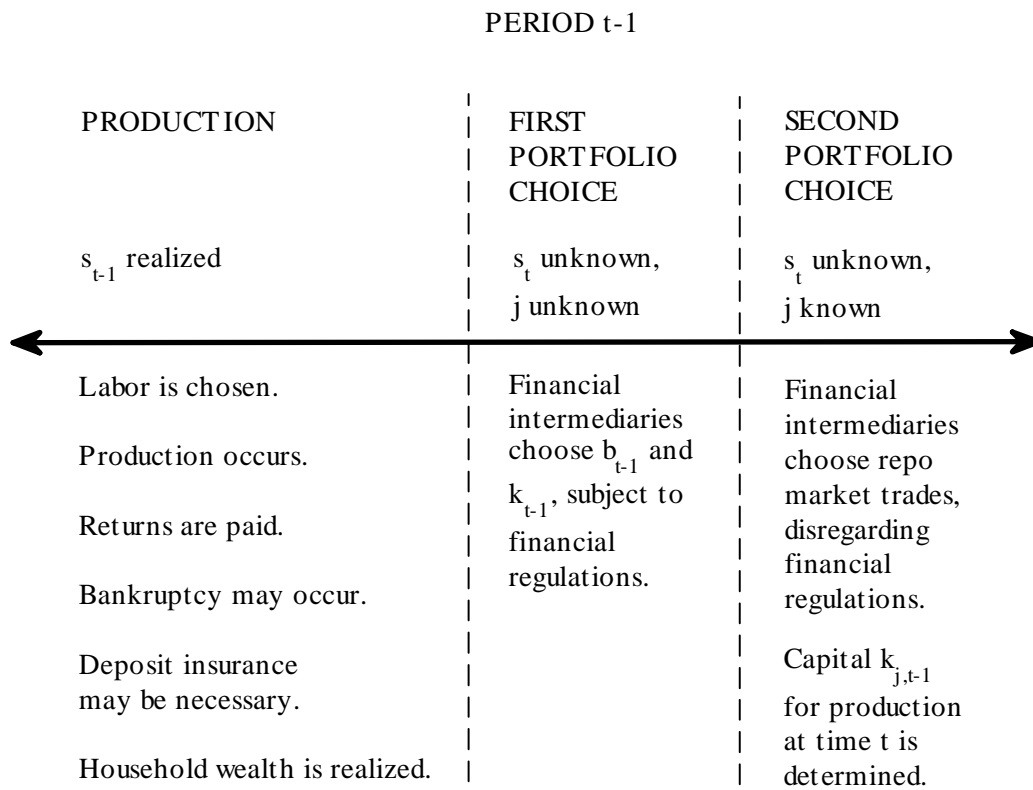 PERIOD t-1
PRODUCTION
s_{t-1} realized
FIRST
PORTFOLIO
CHOICE
s_t unknown,
j unknown
SECOND
PORTFOLIO
CHOICE
s_t unknown,
j known
Labor is chosen.
Production occurs.
Returns are paid.
Bankruptcy may occur.
Deposit insurance
may be necessary.
Household wealth is realized.
Financial
intermediaries
choose b_{t-1} and
k_{t-1}, subject to
financial
regulations.
Financial
intermediaries
choose repo
market trades,
disregarding
financial
regulations.
Capital k_{j,t-1}
for production
at time t is
determined.